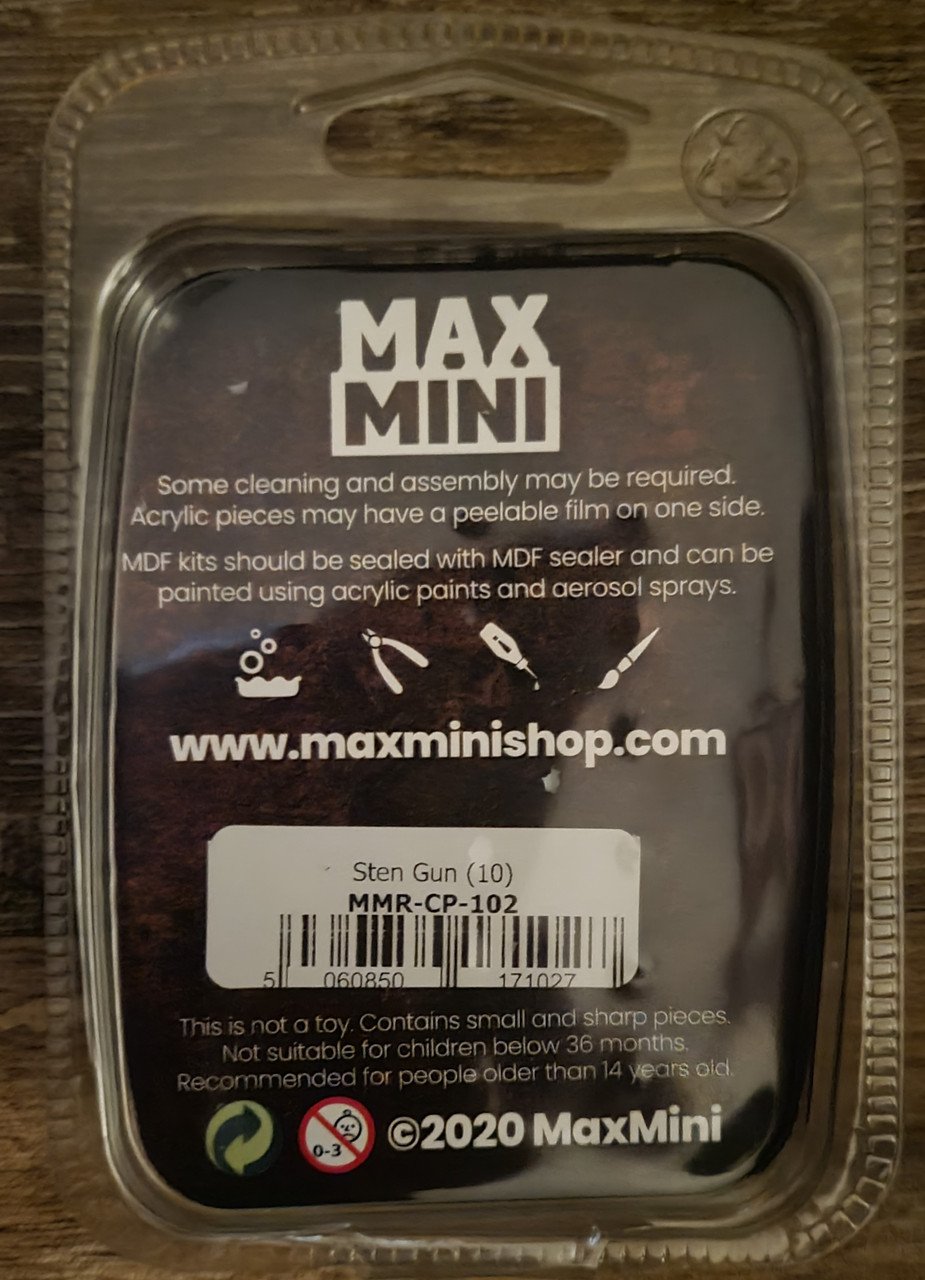 MAX
MINI
Some cleaning and assembly may be required.
Acrylic pieces may have a peelable film on one side.
MDF kits should be sealed with MDF sealer and can be
painted using acrylic paints and aerosol sprays.
www.maxminishop.com
Sten Gun (10)
MMR-CP-102
5 060850 171027
This is not a toy. Contains small and sharp pieces.
Not suitable for children below 36 months.
Recommended for people older than 14 years old.
0-3 ©2020 MaxMini